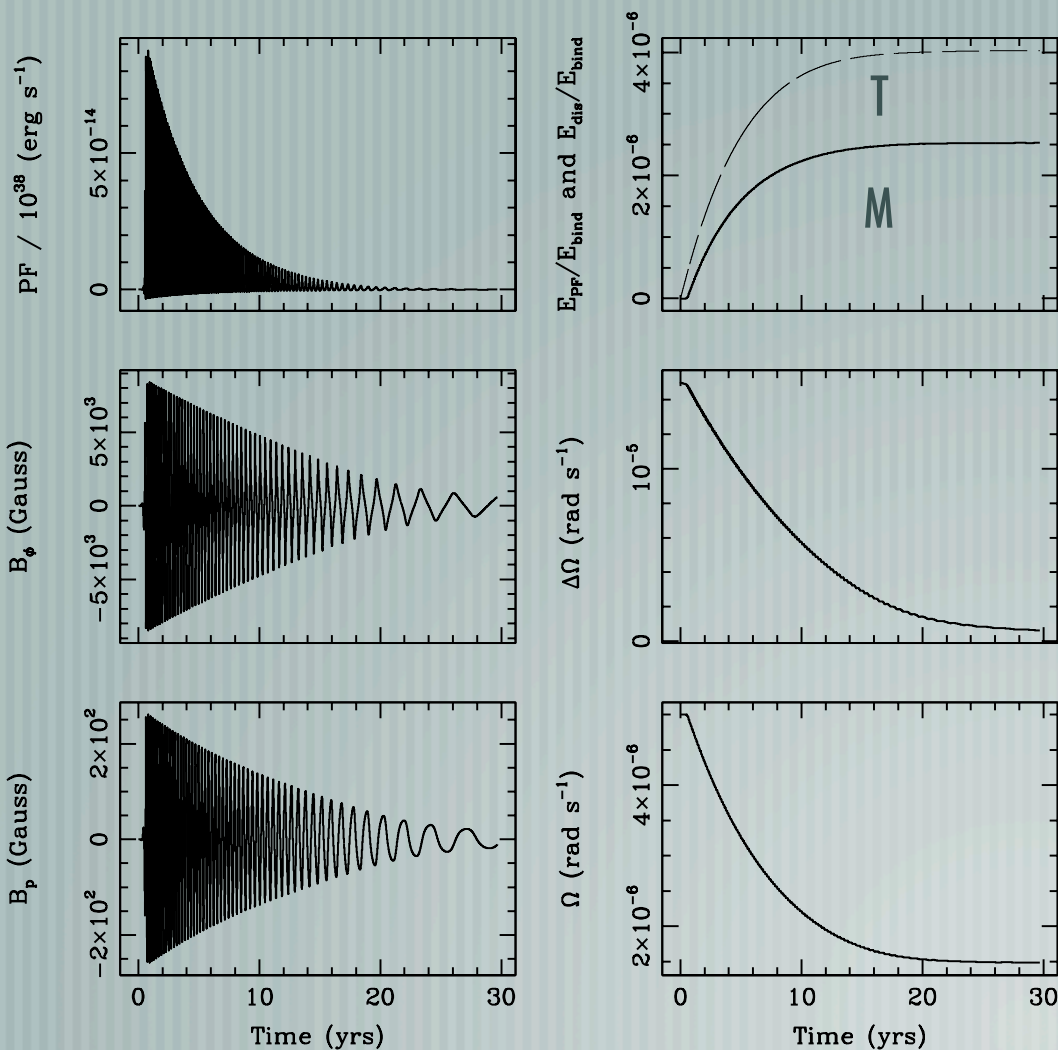 PF / 10³⁸ (erg s⁻¹)
5×10⁻¹⁴
0
E_PF/E_bind and E_dis/E_bind
4×10⁻⁶
2×10⁻⁶
0
T
M
B_ϕ (Gauss)
5×10³
0
−5×10³
ΔΩ (rad s⁻¹)
10⁻⁵
0
B_p (Gauss)
2×10²
0
−2×10²
0 10 20 30
Time (yrs)
Ω (rad s⁻¹)
4×10⁻⁶
2×10⁻⁶
0 10 20 30
Time (yrs)